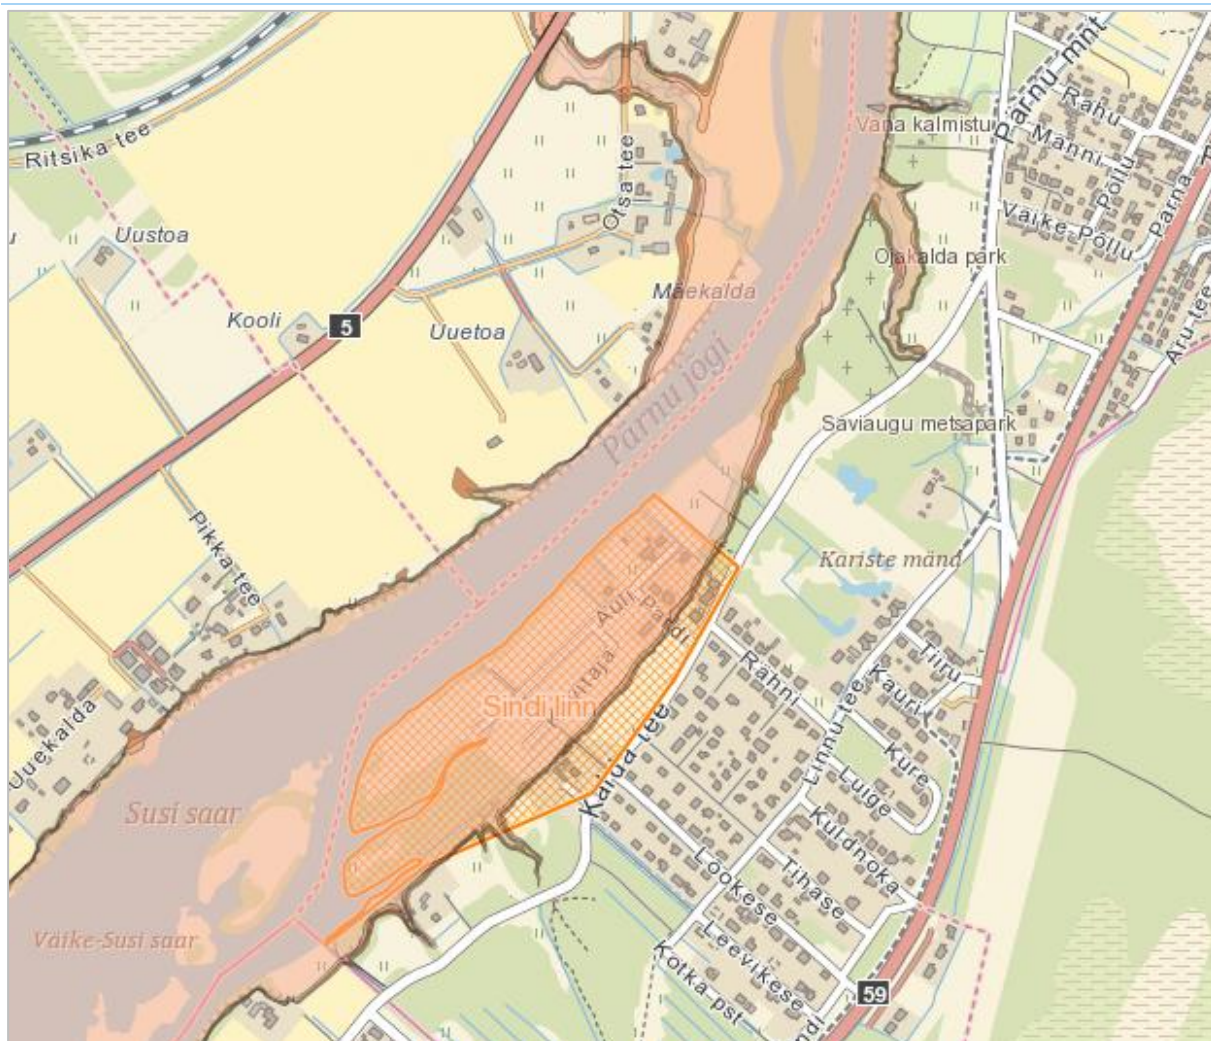 Pärnu mnt
Rahu
Ritsika tee
Vana kalmistu
Männi
Põllu
Pärna
Otsa tee
Väike-Põllu
Uustoa
Ojakalda park
Mäekalda
Kooli
5
Uuetoa
Aru tee
Pärnu jõgi
Saviaugu metsapark
Pikka tee
Kariste mänd
Auli
Pardi
Tiiru
Rähni
Kauri
Uuekalda
Sindi linn
Kalda tee
Linnu tee
Kure
Luige
Susi saar
Kuldnoka
Lookese
Tihase
Väike-Susi saar
Leevikese
Kotka pst
59